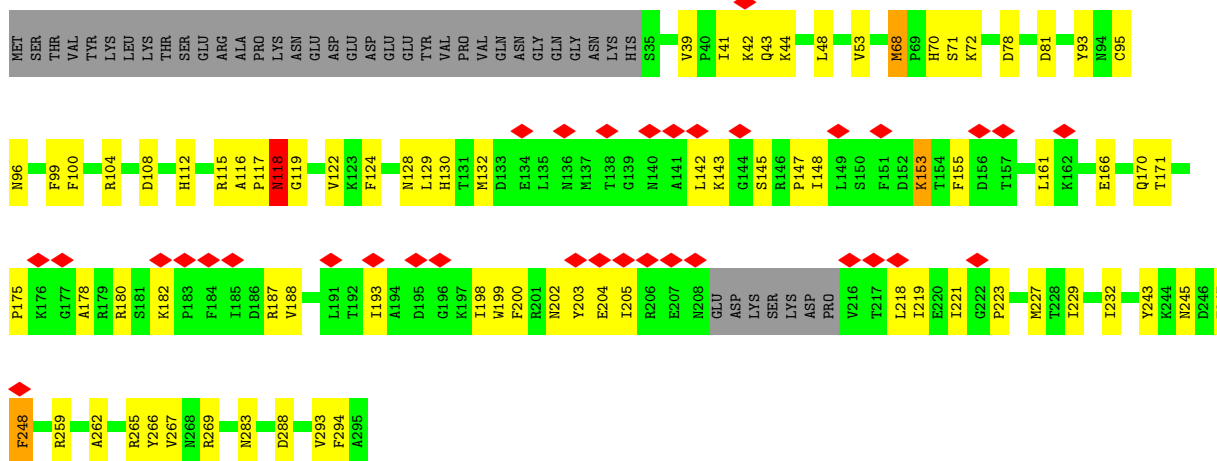 MET SER THR VAL TYR LYS LEU LYS THR SER GLU ARG ALA PRO LYS ASN GLU ASP GLU ASP GLU GLU TYR VAL PRO VAL GLN ASN ASN GLY GLN GLY ASN LYS HIS S35 V39 P40 I41 K42 Q43 K44 L48 V53 M68 P69 H70 S71 K72 D78 D81 Y93 N94 C95
N96 F99 F100 R104 D108 H112 R115 A116 P117 N118 G119 V122 K123 F124 N128 L129 H130 T131 M132 D133 E134 L135 N136 M137 T138 G139 N140 A141 L142 K143 G144 S145 R146 P147 I148 L149 S150 F151 D152 K153 T154 F155 D156 T157 L161 K162 E166 Q170 T171
P175 K176 G177 A178 R179 R180 S181 K182 P183 F184 I185 D186 R187 V188 L191 T192 I193 A194 D195 G196 K197 I198 W199 F200 R201 N202 Y203 E204 I205 R206 E207 N208 GLU ASP LYS SER LYS ASP PRO V216 T217 L218 I219 E220 I221 G222 P223 M227 T228 I229 I232 Y243 K244 N245 D246
F248 R259 A262 R265 Y266 V267 N268 R269 N283 D288 V293 F294 A295